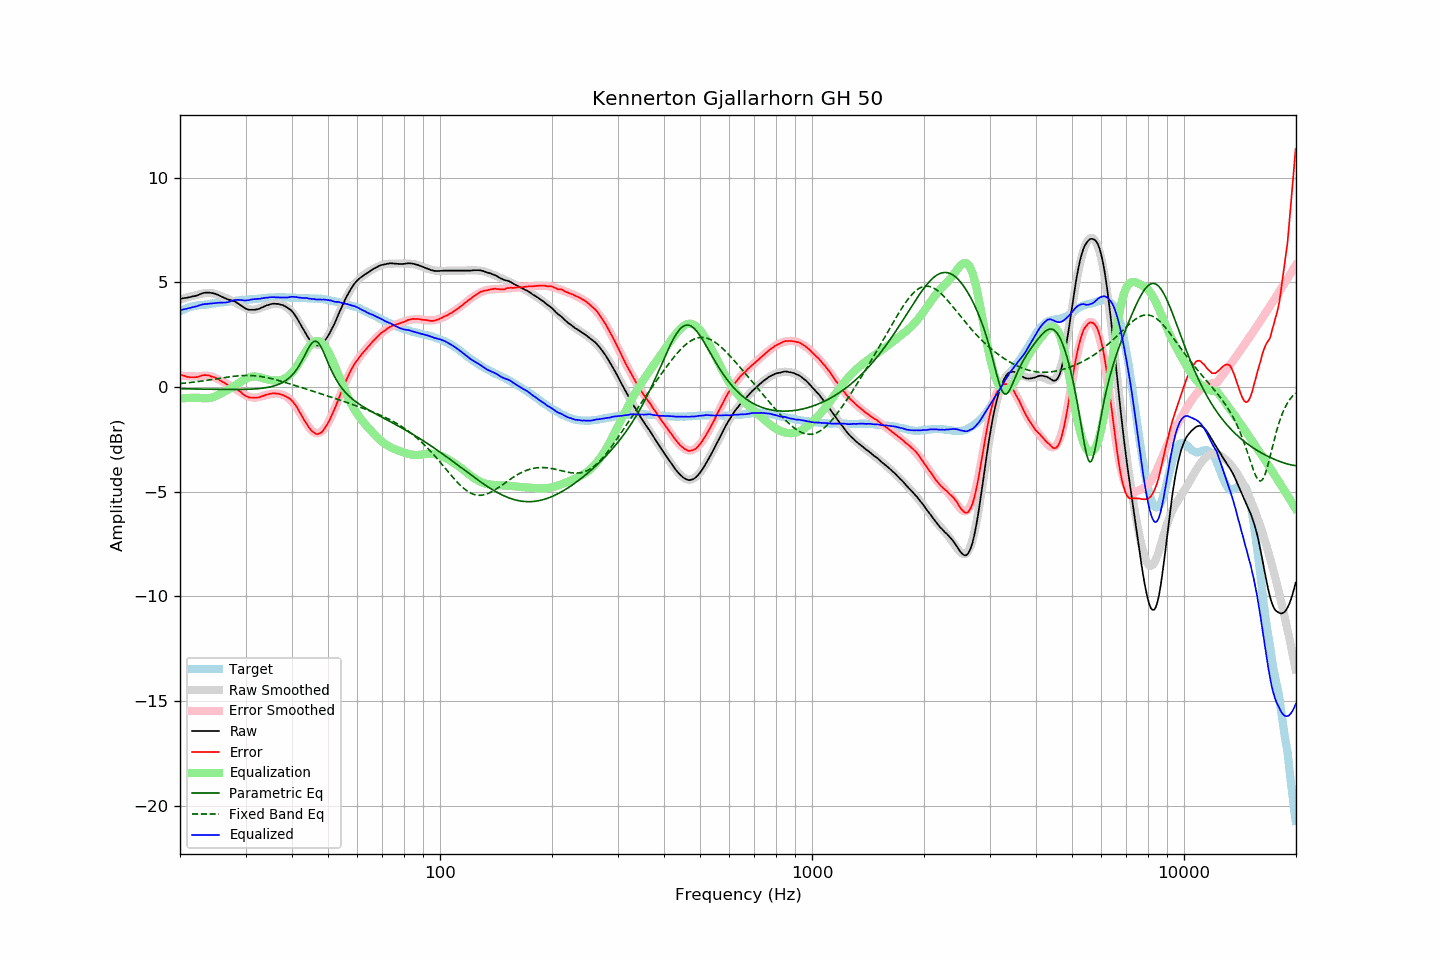 Kennerton Gjallarhorn GH 50
Amplitude (dBr)
10
5
0
−5
−10
−15
−20
Target
Raw Smoothed
Error Smoothed
Raw
Error
Equalization
Parametric Eq
Fixed Band Eq
Equalized
100
1000
10000
Frequency (Hz)